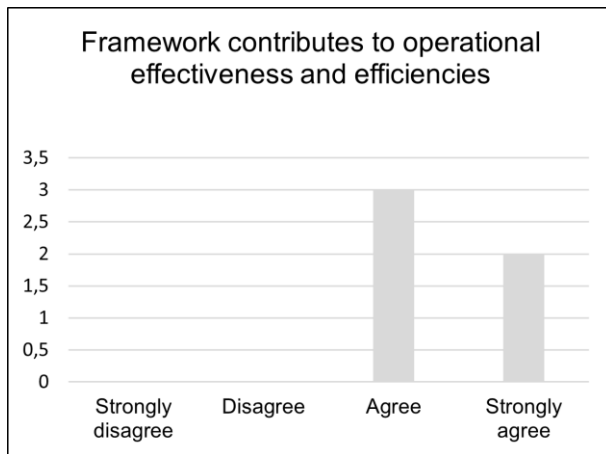 Framework contributes to operational
effectiveness and efficiencies
3,5
3
2,5
2
1,5
1
0,5
0
Strongly
disagree
Disagree
Agree
Strongly
agree